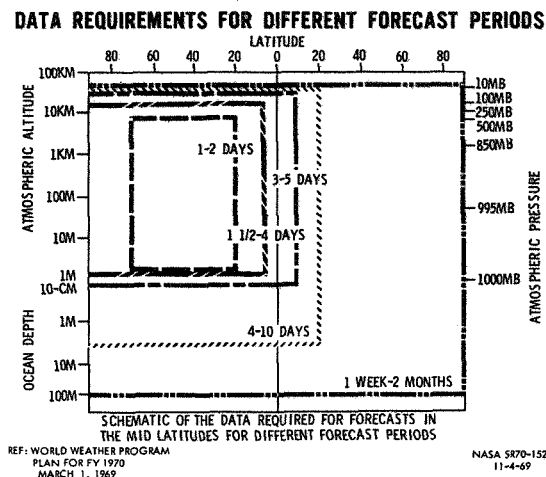 DATA REQUIREMENTS FOR DIFFERENT FORECAST PERIODS
LATITUDE
80 60 40 20 0 20 40 60 80
100KM
10KM
1KM
100M
10M
1M
10-CM
1M
10M
100M
ATMOSPHERIC ALTITUDE
OCEAN DEPTH
1-2 DAYS
3-5 DAYS
1 1/2-4 DAYS
4-10 DAYS
1 WEEK-2 MONTHS
10MB
100MB
250MB
500MB
850MB
995MB
1000MB
ATMOSPHERIC PRESSURE
SCHEMATIC OF THE DATA REQUIRED FOR FORECASTS IN
THE MID LATITUDES FOR DIFFERENT FORECAST PERIODS
REF: WORLD WEATHER PROGRAM
PLAN FOR FY 1970
MARCH 1, 1969
NASA SR70-152
11-4-69